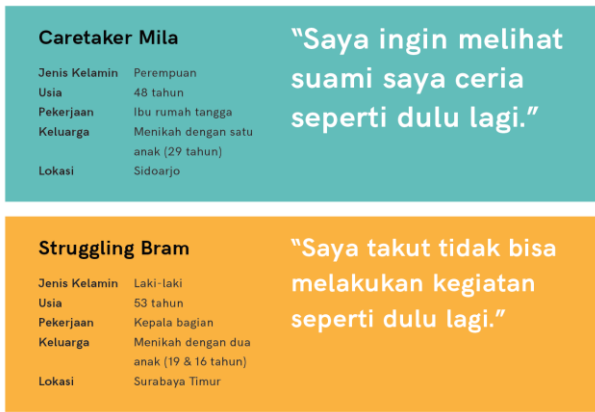 Caretaker Mila
Jenis Kelamin Perempuan
Usia 48 tahun
Pekerjaan Ibu rumah tangga
Keluarga Menikah dengan satu
anak (29 tahun)
Lokasi Sidoarjo
“Saya ingin melihat
suami saya ceria
seperti dulu lagi.”
Struggling Bram
Jenis Kelamin Laki-laki
Usia 53 tahun
Pekerjaan Kepala bagian
Keluarga Menikah dengan dua
anak (19 & 16 tahun)
Lokasi Surabaya Timur
“Saya takut tidak bisa
melakukan kegiatan
seperti dulu lagi.”